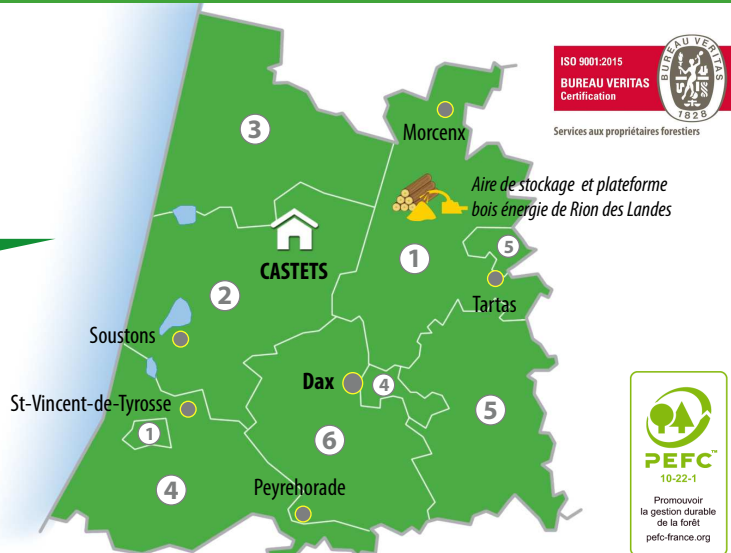 ISO 9001:2015
BUREAU VERITAS
Certification
BUREAU VERITAS
1828
Services aux propriétaires forestiers
3
Morcenx
Aire de stockage et plateforme
bois énergie de Rion des Landes
CASTETS
1
5
2
Tartas
Soustons
Dax
4
St-Vincent-de-Tyrosse
5
1
6
4
Peyrehorade
PEFC™
10-22-1
Promouvoir
la gestion durable
de la forêt
pefc-france.org